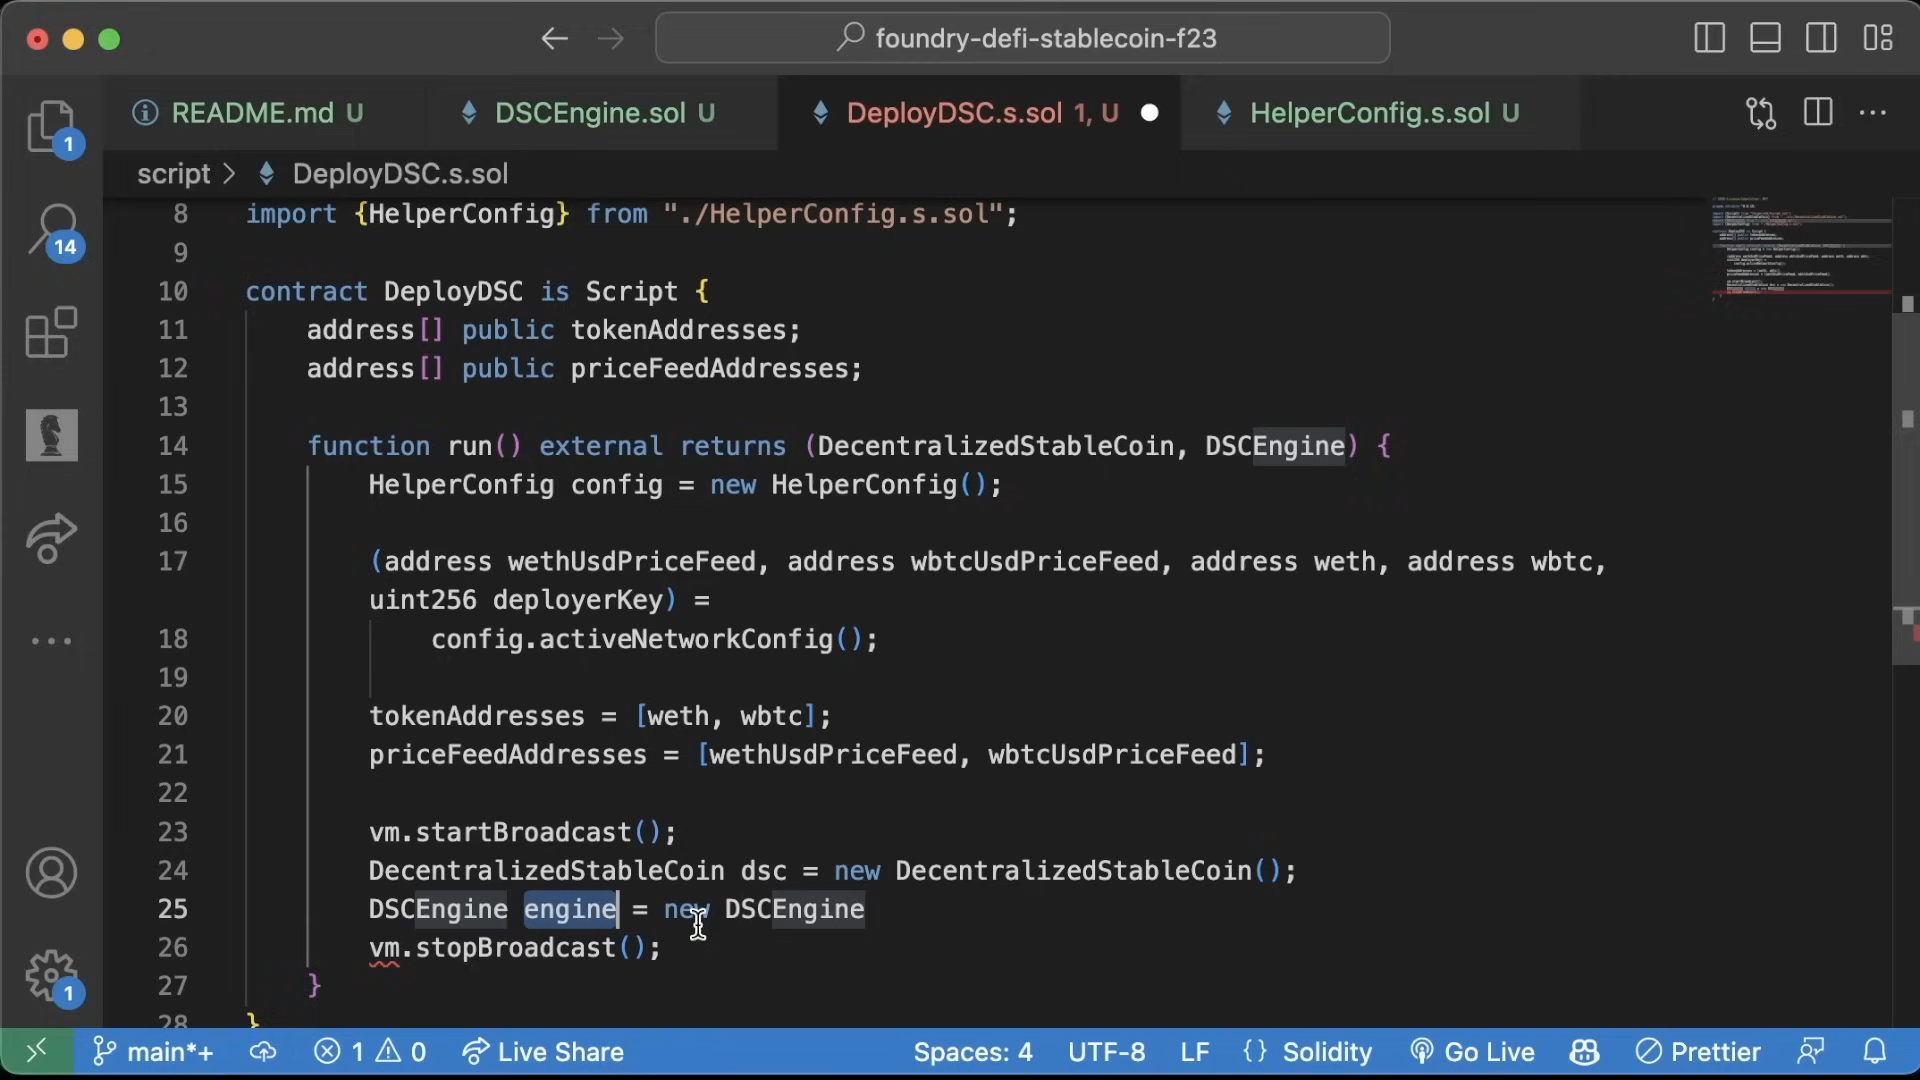 foundry-defi-stablecoin-f23
README.md U
DSCEngine.sol U
DeployDSC.s.sol 1, U
HelperConfig.s.sol U
script > DeployDSC.s.sol
1
14
1
8 import {HelperConfig} from "./HelperConfig.s.sol";
9
10 contract DeployDSC is Script {
11 address[] public tokenAddresses;
12 address[] public priceFeedAddresses;
13
14 function run() external returns (DecentralizedStableCoin, DSCEngine) {
15 HelperConfig config = new HelperConfig();
16
17 (address wethUsdPriceFeed, address wbtcUsdPriceFeed, address weth, address wbtc,
uint256 deployerKey) =
18 config.activeNetworkConfig();
19
20 tokenAddresses = [weth, wbtc];
21 priceFeedAddresses = [wethUsdPriceFeed, wbtcUsdPriceFeed];
22
23 vm.startBroadcast();
24 DecentralizedStableCoin dsc = new DecentralizedStableCoin();
25 DSCEngine engine = new DSCEngine
26 vm.stopBroadcast();
27 }
28 }
main*+ 1 0 Live Share Spaces: 4 UTF-8 LF {} Solidity Go Live Prettier